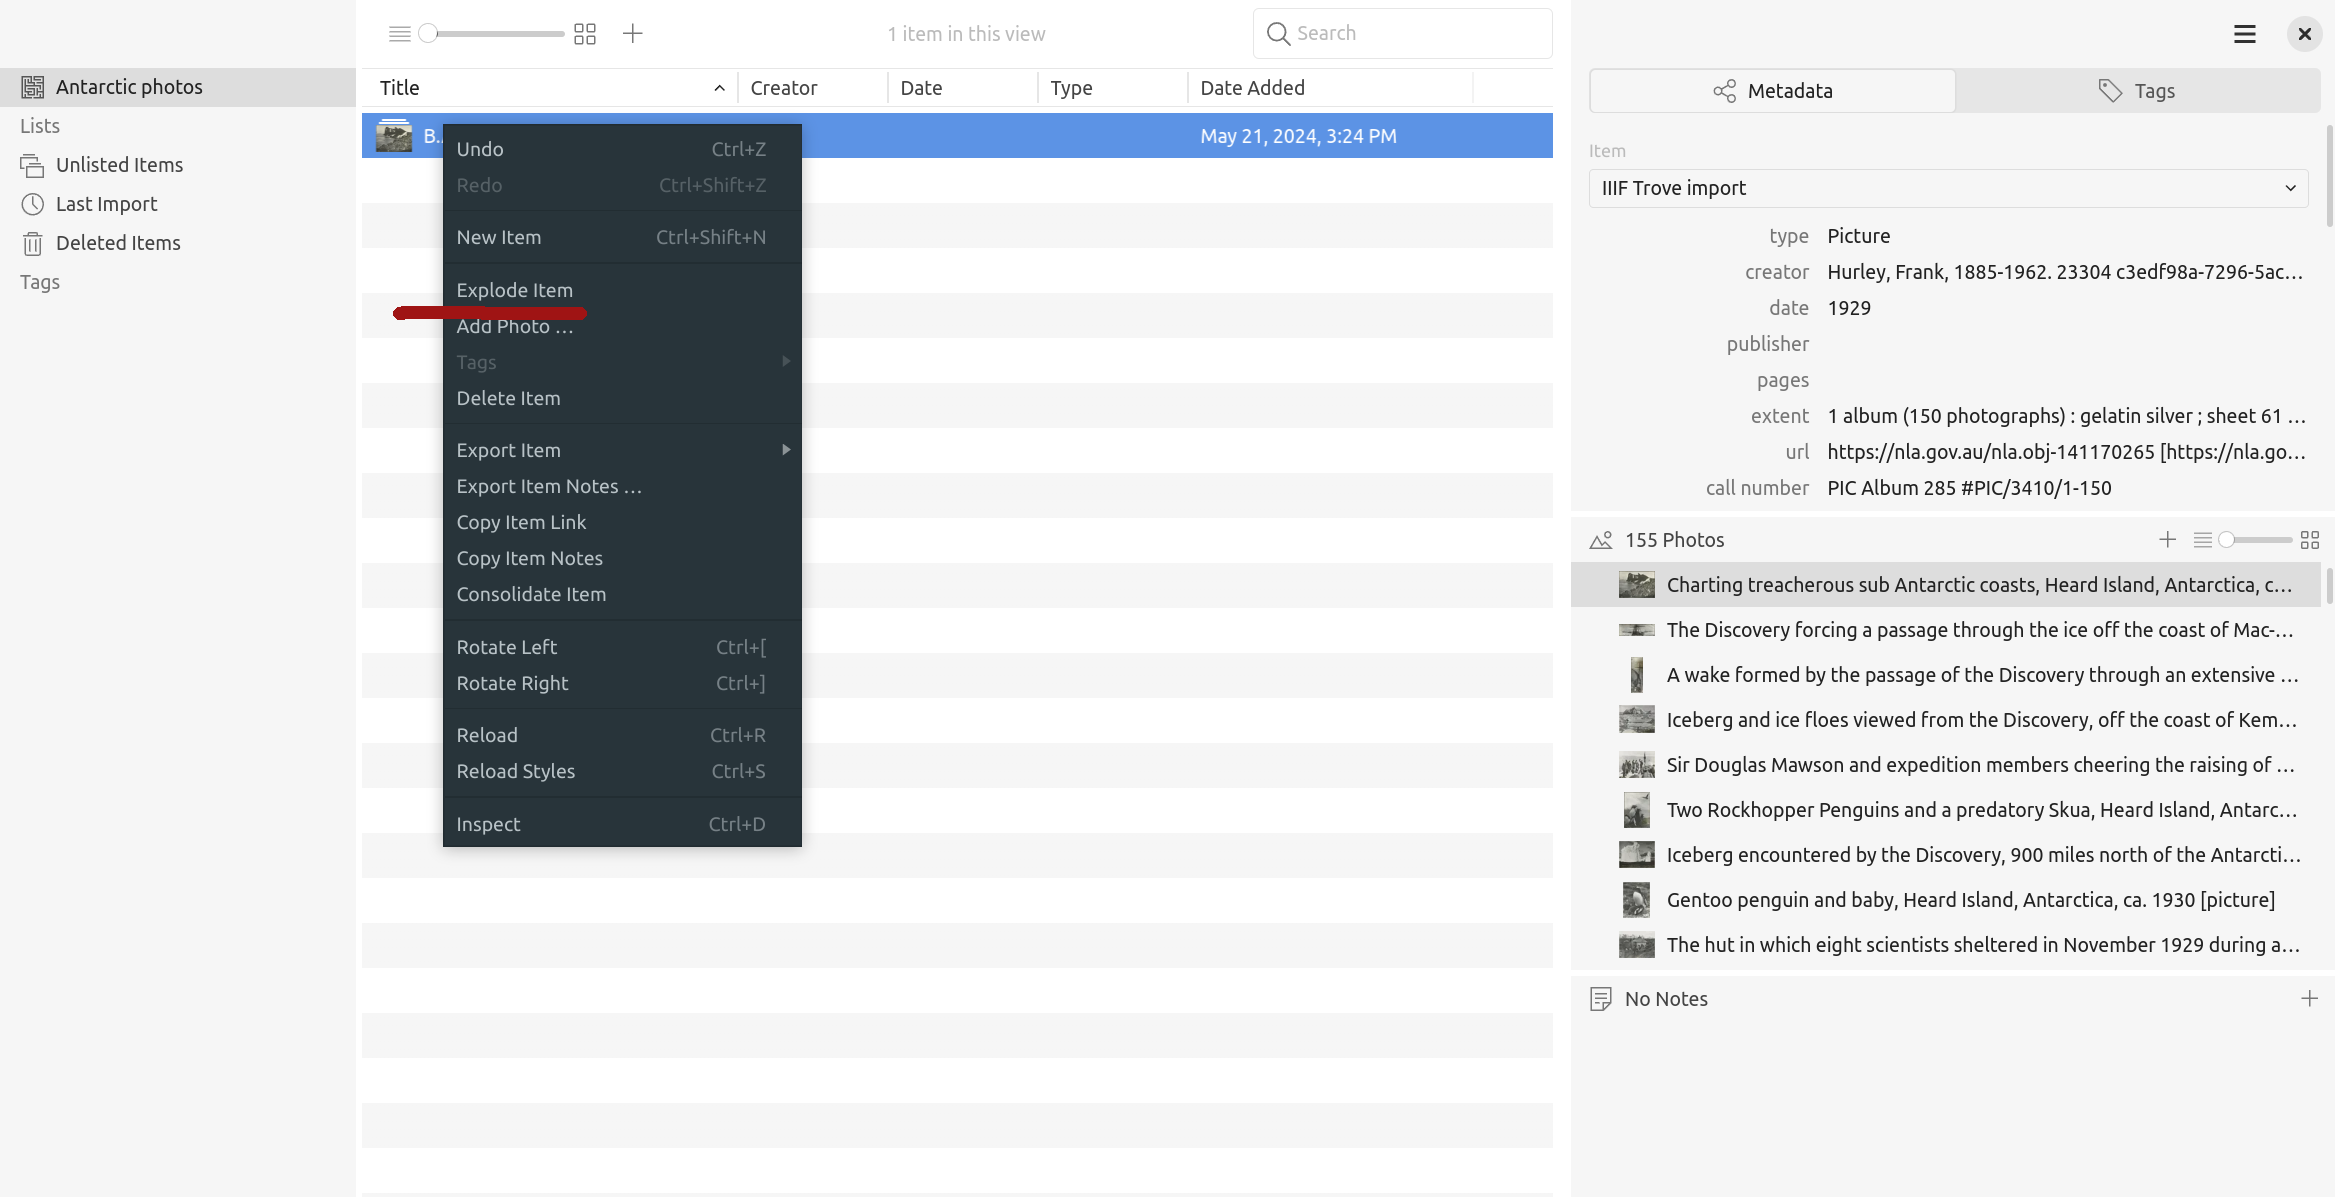 1 item in this view
Search
Antarctic photos
Lists
Unlisted Items
Last Import
Deleted Items
Tags
Title
Creator
Date
Type
Date Added
B...
May 21, 2024, 3:24 PM
Undo Ctrl+Z
Redo Ctrl+Shift+Z
New Item Ctrl+Shift+N
Explode Item
Add Photo …
Tags
Delete Item
Export Item
Export Item Notes …
Copy Item Link
Copy Item Notes
Consolidate Item
Rotate Left Ctrl+[
Rotate Right Ctrl+]
Reload Ctrl+R
Reload Styles Ctrl+S
Inspect Ctrl+D
Metadata
Tags
Item
IIIF Trove import
type Picture
creator Hurley, Frank, 1885-1962. 23304 c3edf98a-7296-5ac…
date 1929
publisher
pages
extent 1 album (150 photographs) : gelatin silver ; sheet 61 …
url https://nla.gov.au/nla.obj-141170265 [https://nla.go…
call number PIC Album 285 #PIC/3410/1-150
155 Photos
Charting treacherous sub Antarctic coasts, Heard Island, Antarctica, c…
The Discovery forcing a passage through the ice off the coast of Mac-…
A wake formed by the passage of the Discovery through an extensive …
Iceberg and ice floes viewed from the Discovery, off the coast of Kem…
Sir Douglas Mawson and expedition members cheering the raising of …
Two Rockhopper Penguins and a predatory Skua, Heard Island, Antarc…
Iceberg encountered by the Discovery, 900 miles north of the Antarcti…
Gentoo penguin and baby, Heard Island, Antarctica, ca. 1930 [picture]
The hut in which eight scientists sheltered in November 1929 during a…
No Notes